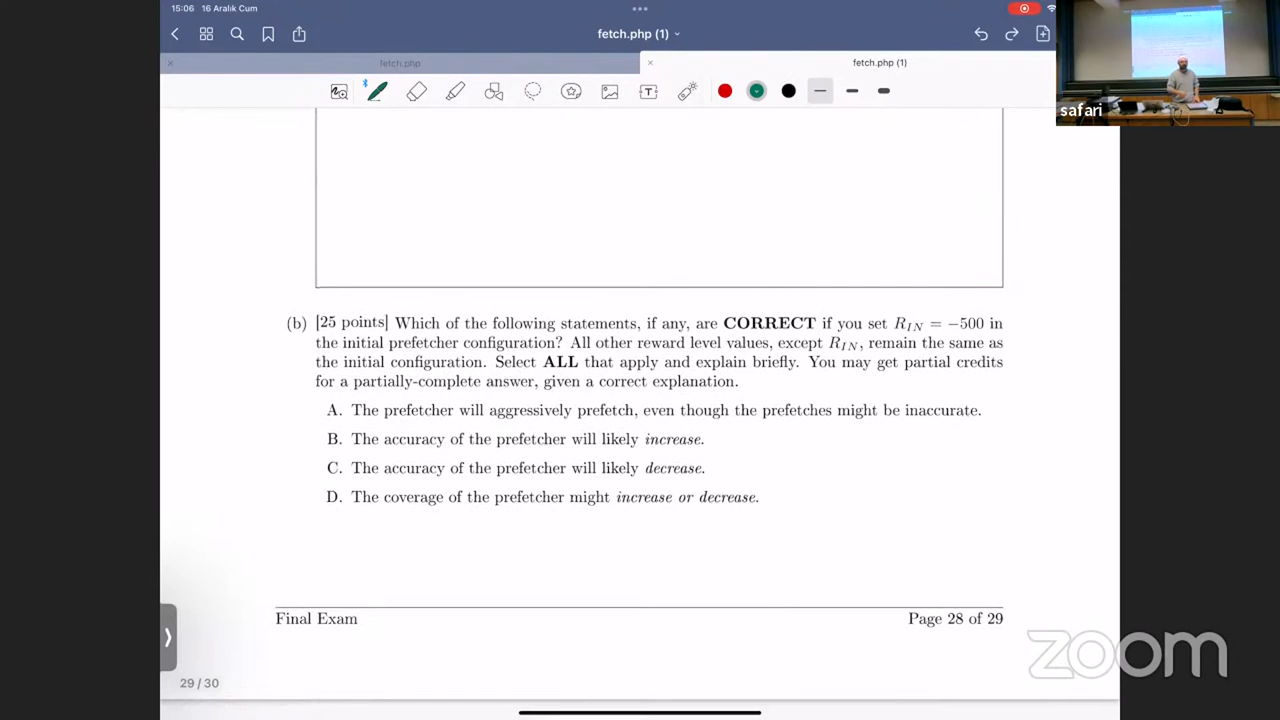 15:06 16 Aralık Cum
fetch.php (1)
fetch.php
fetch.php (1)
safari
(b) [25 points] Which of the following statements, if any, are CORRECT if you set R_IN = −500 in
the initial prefetcher configuration? All other reward level values, except R_IN, remain the same as
the initial configuration. Select ALL that apply and explain briefly. You may get partial credits
for a partially-complete answer, given a correct explanation.
A. The prefetcher will aggressively prefetch, even though the prefetches might be inaccurate.
B. The accuracy of the prefetcher will likely increase.
C. The accuracy of the prefetcher will likely decrease.
D. The coverage of the prefetcher might increase or decrease.
Final Exam Page 28 of 29
zoom
29 / 30